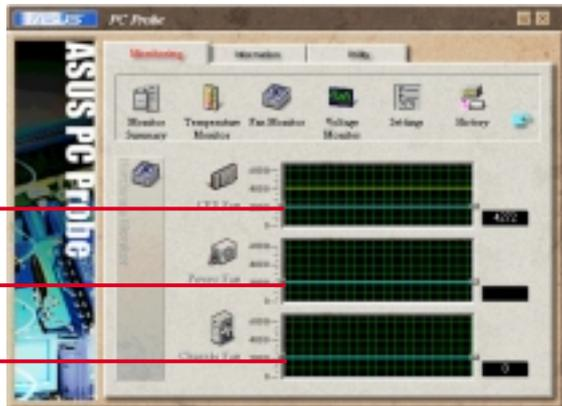 ASUS PC Probe
Monitoring Information Utility
ASUS PC Probe
Monitor Summary
Temperature Monitor
Fan Monitor
Voltage Monitor
Settings
History
CPU Fan
4272
Power Fan
Chassis Fan
0